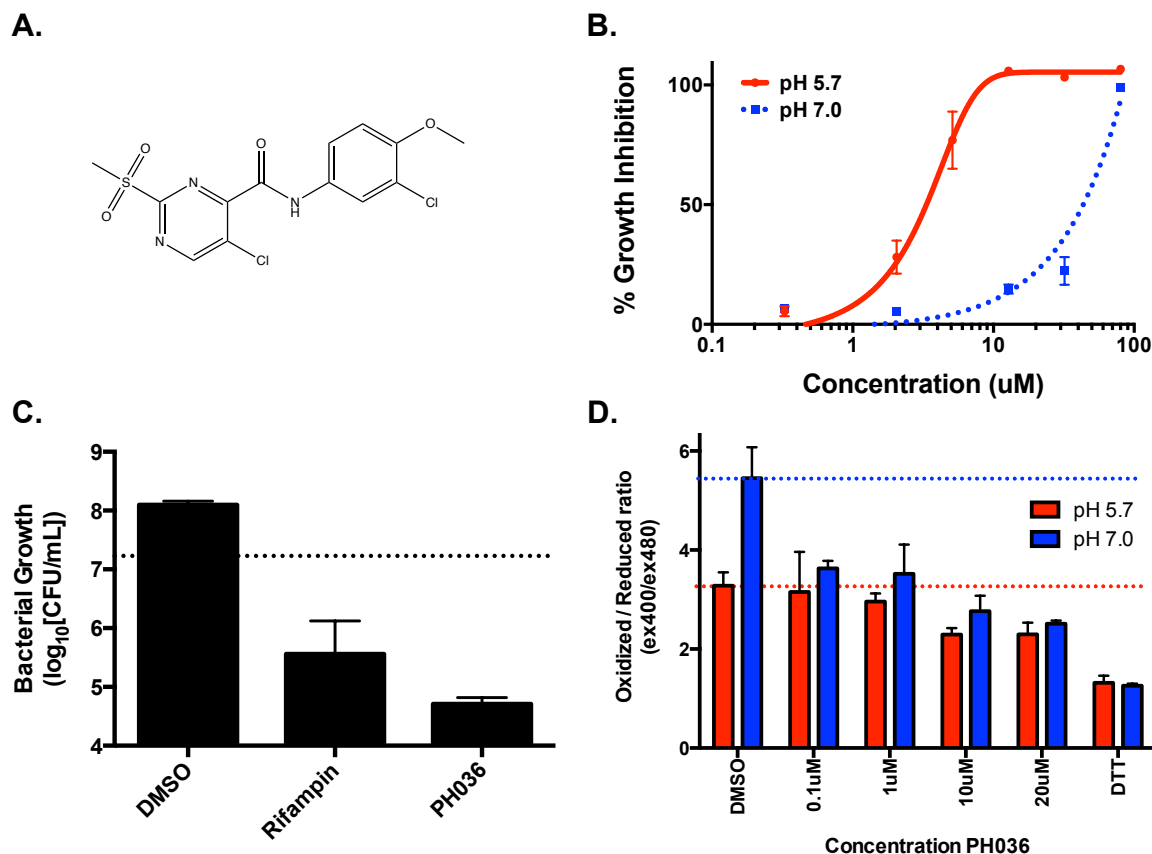 A.
O
O
S
O
N
N
Cl
O
N
H
O
Cl
B.
% Growth Inhibition
100
50
0
pH 5.7
pH 7.0
0.1
1
10
100
Concentration (uM)
C.
Bacterial Growth
(log10[CFU/mL])
9
8
7
6
5
4
DMSO
Rifampin
PH036
D.
Oxidized / Reduced ratio
(ex400/ex480)
6
4
2
0
pH 5.7
pH 7.0
DMSO
0.1uM
1uM
10uM
20uM
DTT
Concentration PH036